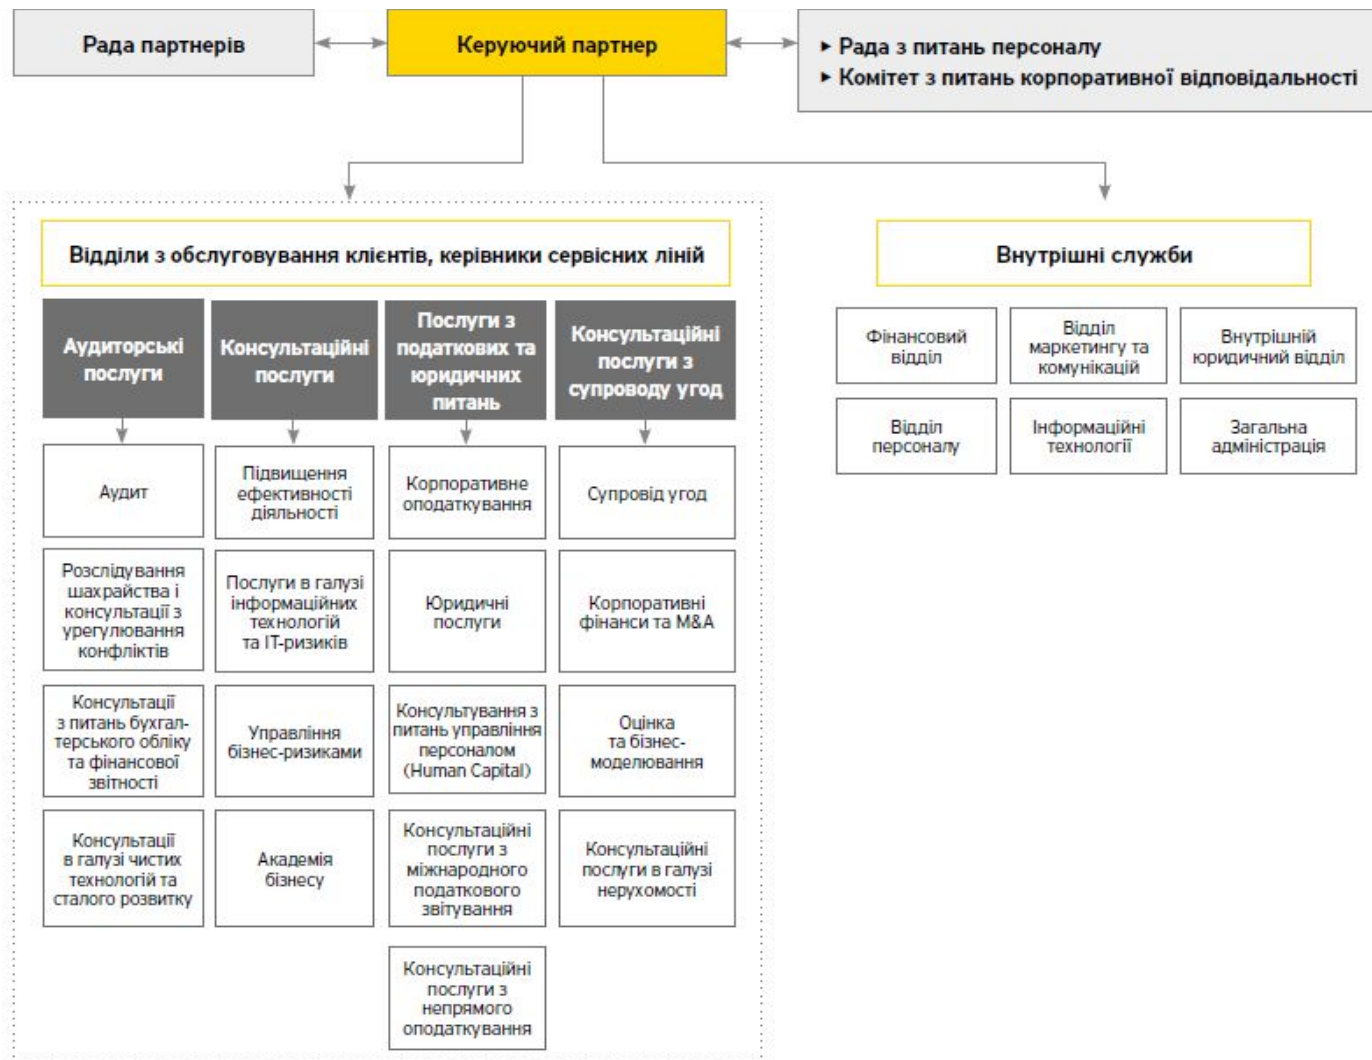 Рада партнерів
Керуючий партнер
▸ Рада з питань персоналу
▸ Комітет з питань корпоративної відповідальності
Відділи з обслуговування клієнтів, керівники сервісних ліній
Аудиторські
послуги
Аудит
Розслідування
шахрайства і
консультації з
урегулювання
конфліктів
Консультації
з питань бухгал-
терського обліку
та фінансової
звітності
Консультації
в галузі чистих
технологій та
сталого розвитку
Консультаційні
послуги
Підвищення
ефективності
діяльності
Послуги в галузі
інформаційних
технологій
та ІТ-ризиків
Управління
бізнес-ризиками
Академія
бізнесу
Послуги з
податкових та
юридичних
питань
Корпоративне
оподаткування
Юридичні
послуги
Консультування з
питань управління
персоналом
(Human Capital)
Консультаційні
послуги з
міжнародного
податкового
звітування
Консультаційні
послуги з
непрямого
оподаткування
Консультаційні
послуги з
супроводу угод
Супровід угод
Корпоративні
фінанси та M&A
Оцінка
та бізнес-
моделювання
Консультаційні
послуги в галузі
нерухомості
Внутрішні служби
Фінансовий
відділ
Відділ
маркетингу та
комунікацій
Внутрішній
юридичний відділ
Відділ
персоналу
Інформаційні
технології
Загальна
адміністрація